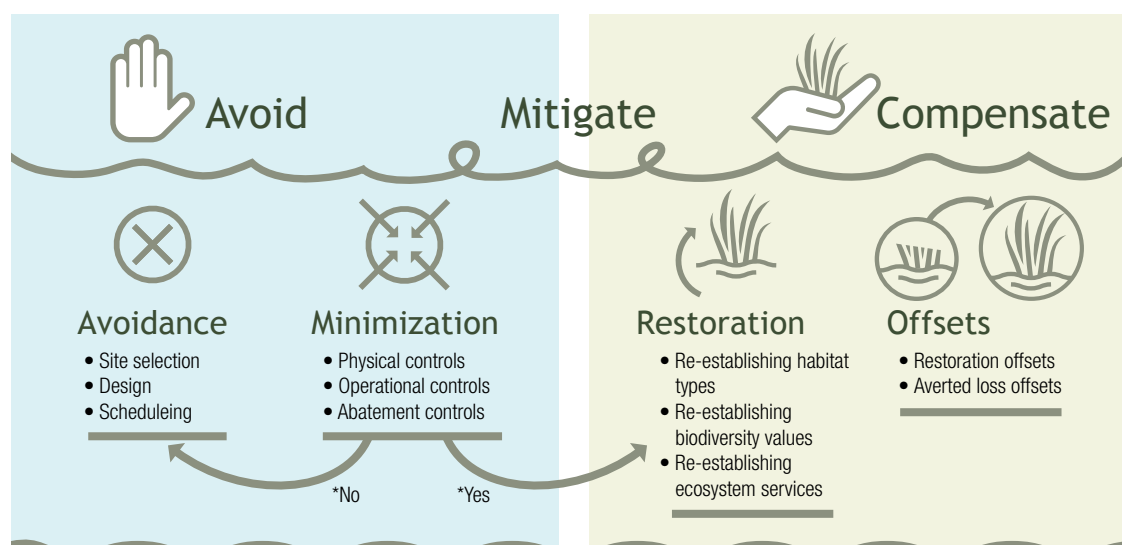 Avoid
Mitigate
Compensate
Avoidance
• Site selection
• Design
• Scheduleing
Minimization
• Physical controls
• Operational controls
• Abatement controls
*No
*Yes
Restoration
• Re-establishing habitat
types
• Re-establishing
biodiversity values
• Re-establishing
ecosystem services
Offsets
• Restoration offsets
• Averted loss offsets